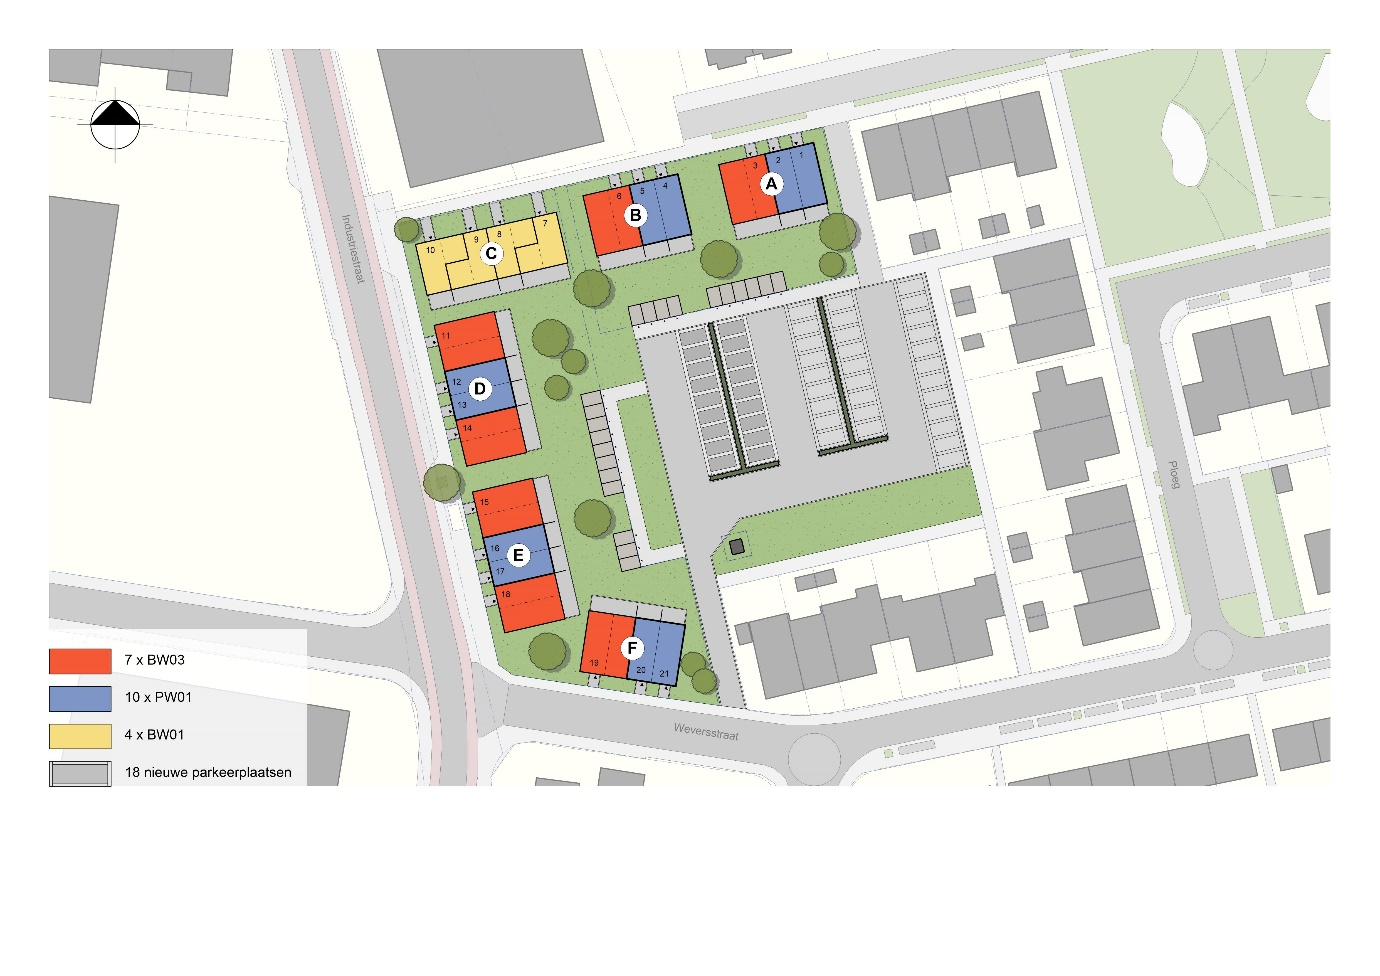 3 2 1
A
6 5 4
B
10 9 8 7
C
Industriestraat
11
12
D
13
14
15
16
E
17
18
F
19 20 21
Ploeg
Weversstraat
7 x BW03
10 x PW01
4 x BW01
18 nieuwe parkeerplaatsen